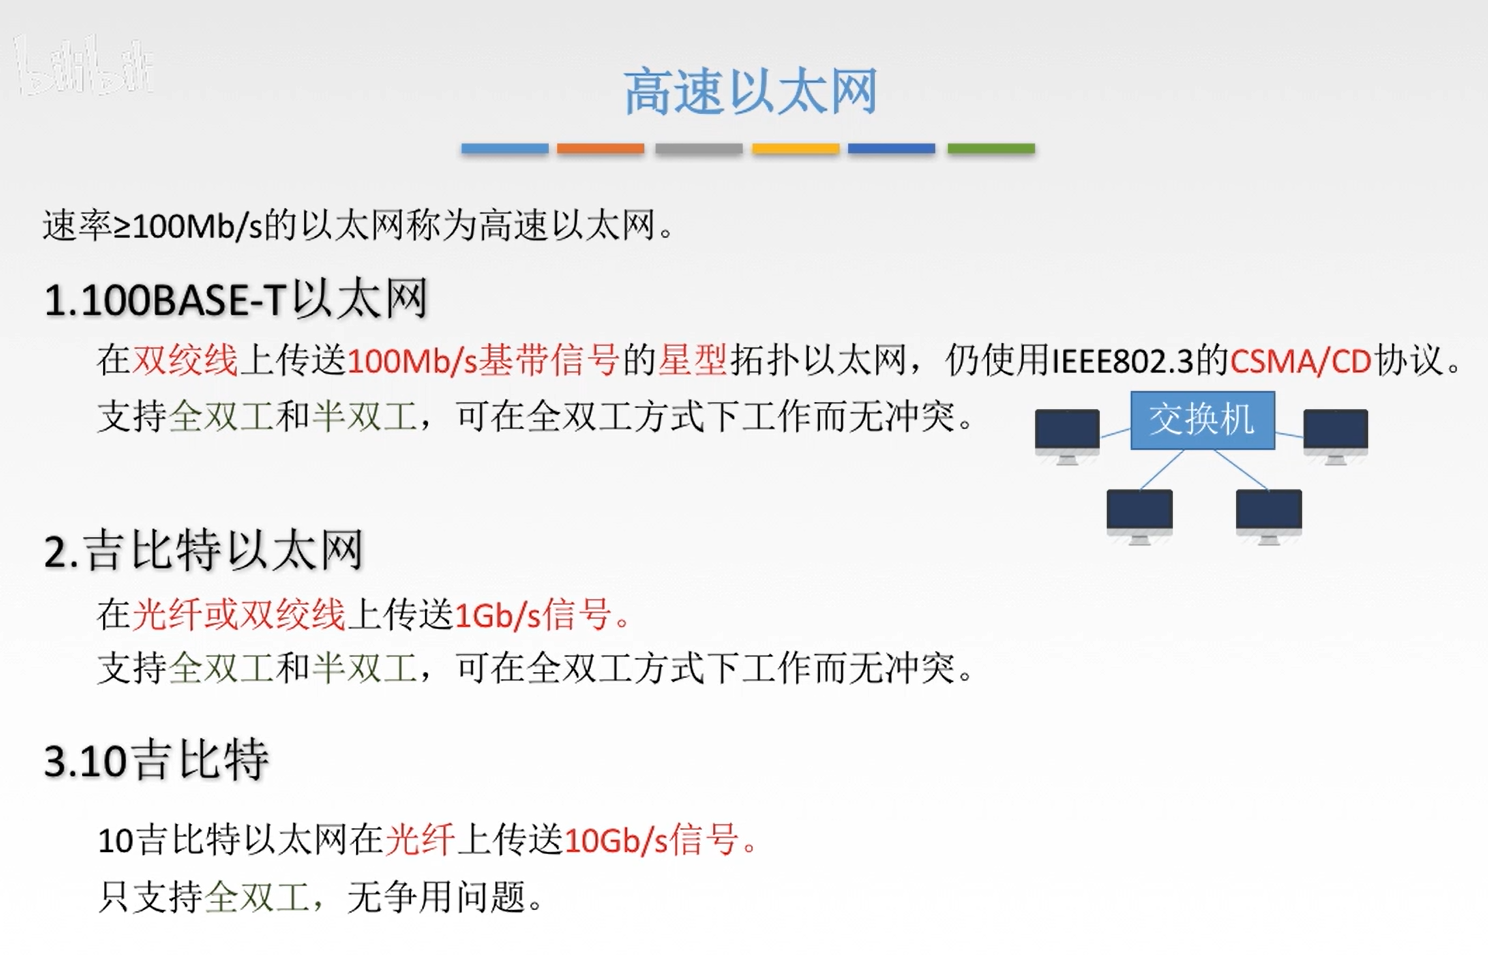 bilibili
高速以太网
速率≥100Mb/s的以太网称为高速以太网。
1.100BASE-T以太网
在双绞线上传送100Mb/s基带信号的星型拓扑以太网，仍使用IEEE802.3的CSMA/CD协议。
支持全双工和半双工，可在全双工方式下工作而无冲突。
交换机
2.吉比特以太网
在光纤或双绞线上传送1Gb/s信号。
支持全双工和半双工，可在全双工方式下工作而无冲突。
3.10吉比特
10吉比特以太网在光纤上传送10Gb/s信号。
只支持全双工，无争用问题。